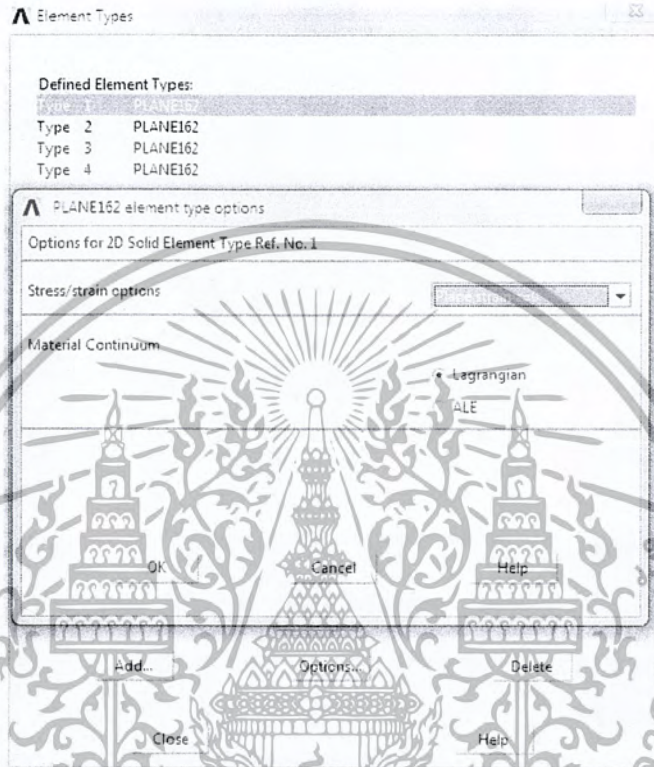 Element Types
Defined Element Types:
Type 1 PLANE162
Type 2 PLANE162
Type 3 PLANE162
Type 4 PLANE162
PLANE162 element type options
Options for 2D Solid Element Type Ref. No. 1
Stress/strain options
Material Continuum
Lagrangian
ALE
OK Cancel Help
Add... Options... Delete
Close Help